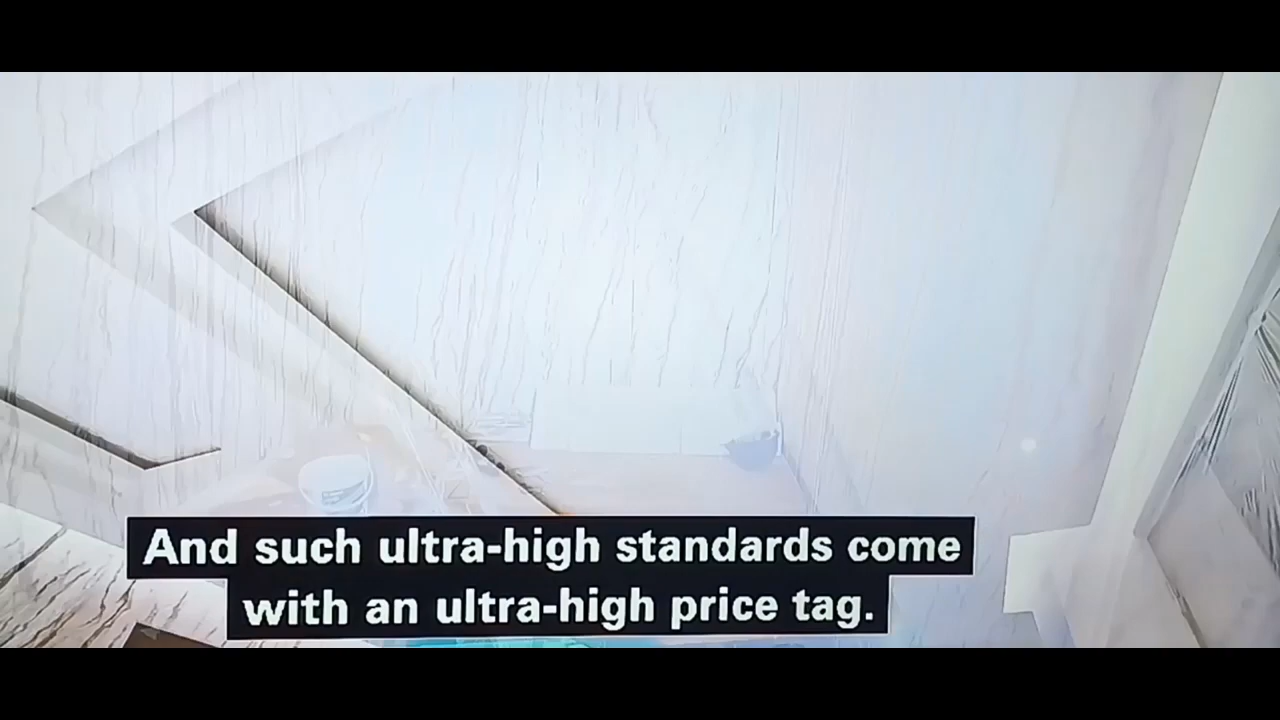 And such ultra-high standards come
with an ultra-high price tag.